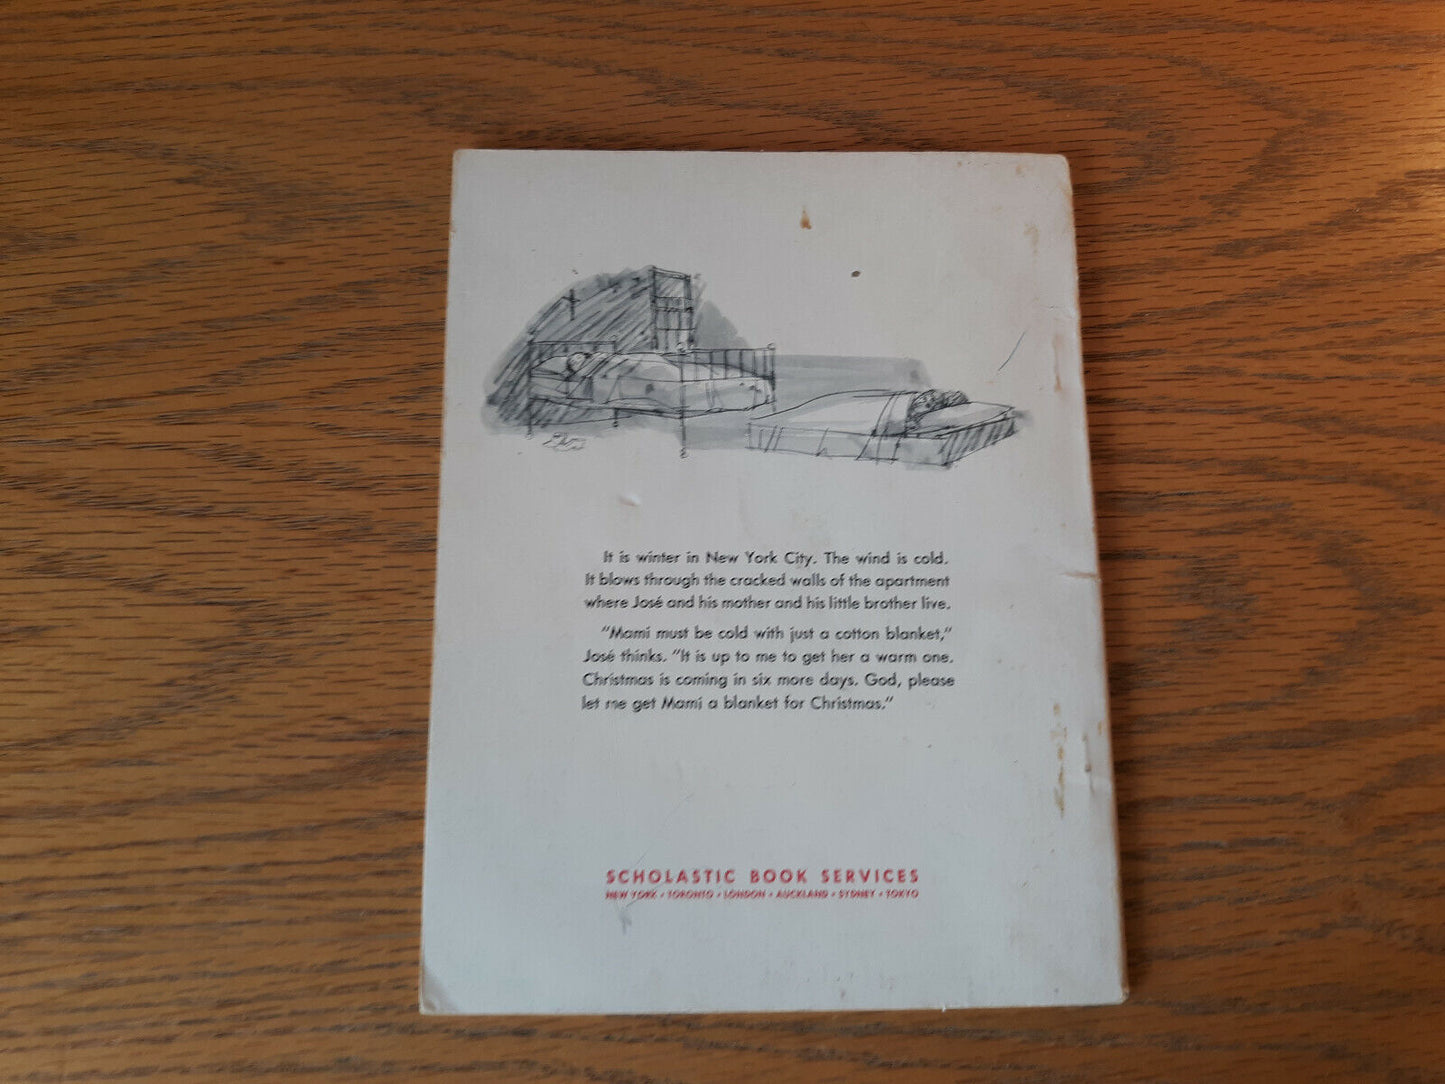 It is winter in New York City. The wind is cold.
It blows through the cracked walls of the apartment
where José and his mother and his little brother live.
"Mami must be cold with just a cotton blanket,"
José thinks. "It is up to me to get her a warm one.
Christmas is coming in six more days. God, please
let me get Mami a blanket for Christmas."
SCHOLASTIC BOOK SERVICES
NEW YORK • TORONTO • LONDON • AUCKLAND • SYDNEY • TOKYO